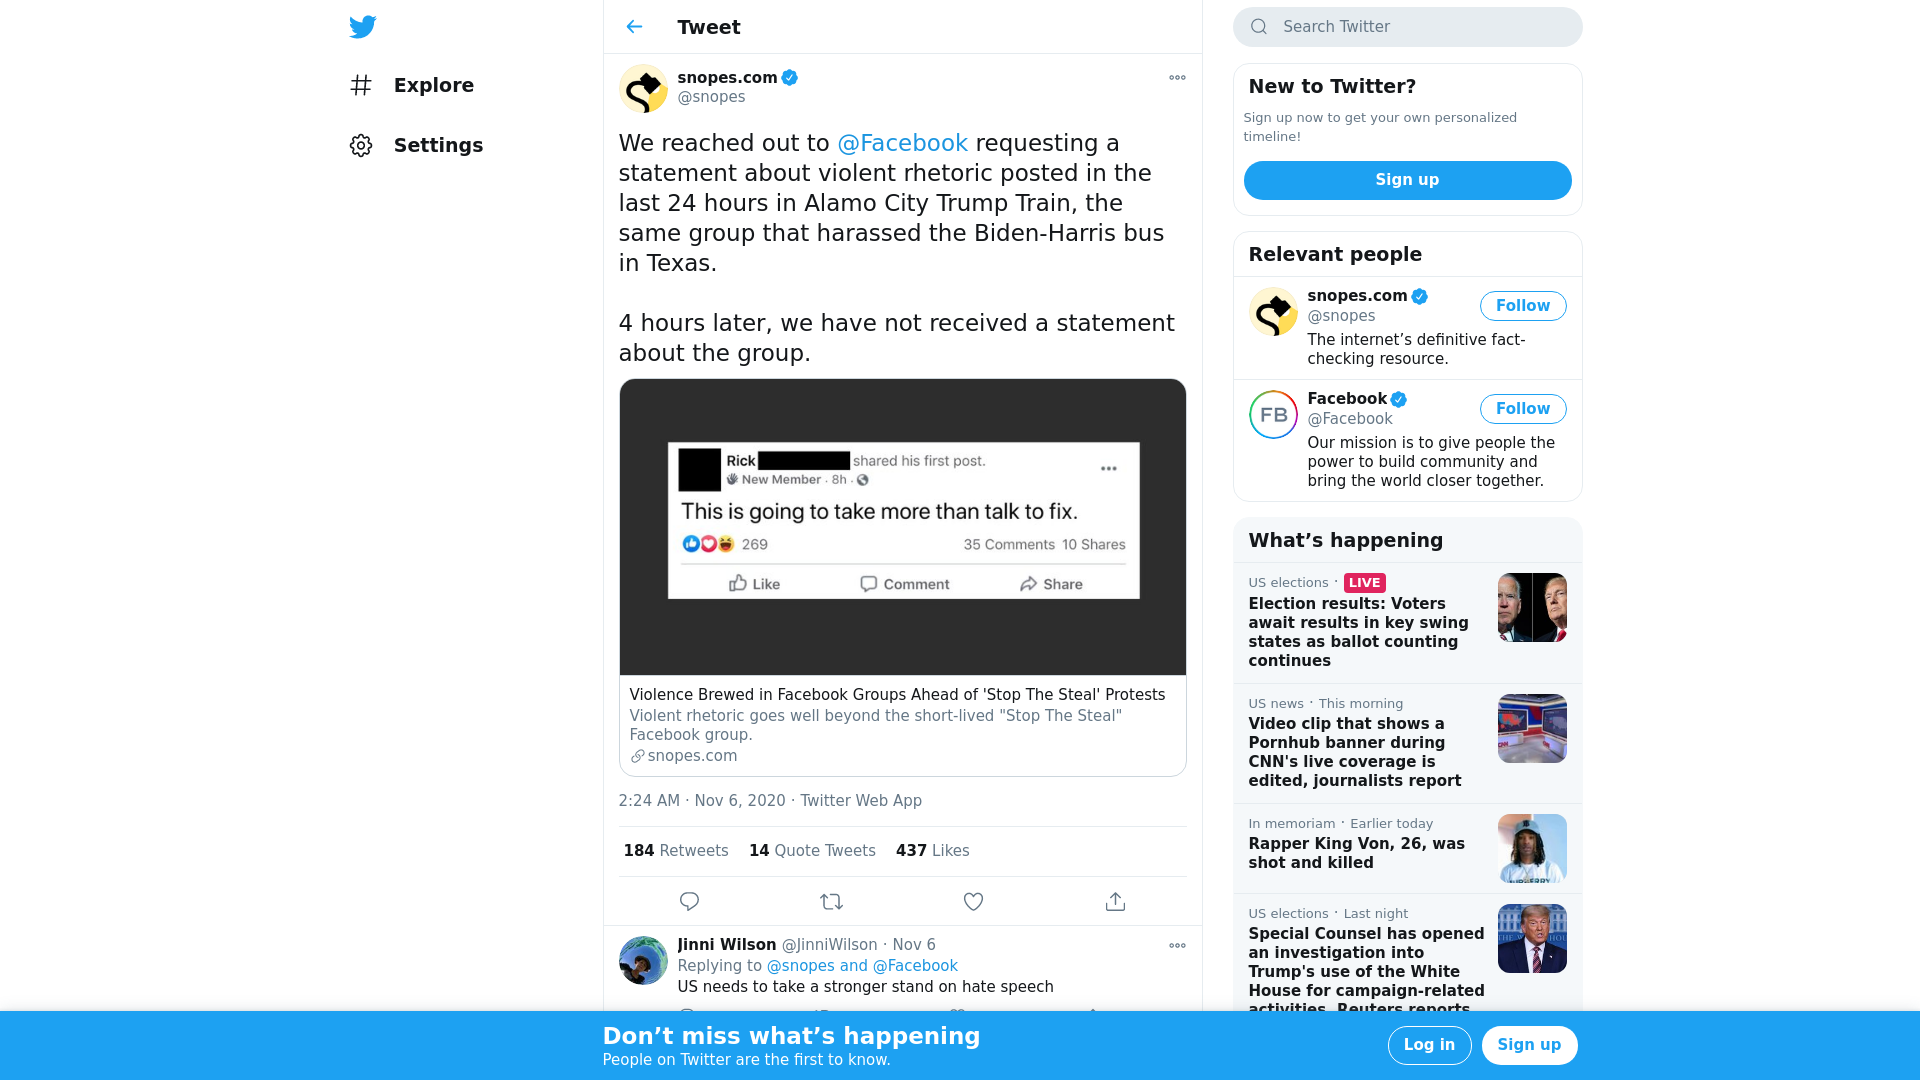 Explore
Settings
Tweet
snopes.com
@snopes
We reached out to @Facebook requesting a
statement about violent rhetoric posted in the
last 24 hours in Alamo City Trump Train, the
same group that harassed the Biden-Harris bus
in Texas.
4 hours later, we have not received a statement
about the group.
Rick shared his first post.
New Member · 8h ·
This is going to take more than talk to fix.
269
35 Comments 10 Shares
Like Comment Share
Violence Brewed in Facebook Groups Ahead of 'Stop The Steal' Protests
Violent rhetoric goes well beyond the short-lived "Stop The Steal"
Facebook group.
snopes.com
2:24 AM · Nov 6, 2020 · Twitter Web App
184 Retweets 14 Quote Tweets 437 Likes
Jinni Wilson @JinniWilson · Nov 6
Replying to @snopes and @Facebook
US needs to take a stronger stand on hate speech
Search Twitter
New to Twitter?
Sign up now to get your own personalized
timeline!
Sign up
Relevant people
snopes.com
@snopes
Follow
The internet’s definitive fact-
checking resource.
FB
Facebook
@Facebook
Follow
Our mission is to give people the
power to build community and
bring the world closer together.
What’s happening
US elections · LIVE
Election results: Voters
await results in key swing
states as ballot counting
continues
US news · This morning
Video clip that shows a
Pornhub banner during
CNN's live coverage is
edited, journalists report
In memoriam · Earlier today
Rapper King Von, 26, was
shot and killed
US elections · Last night
Special Counsel has opened
an investigation into
Trump's use of the White
House for campaign-related
activities, Reuters reports
Don’t miss what’s happening
People on Twitter are the first to know.
Log in
Sign up